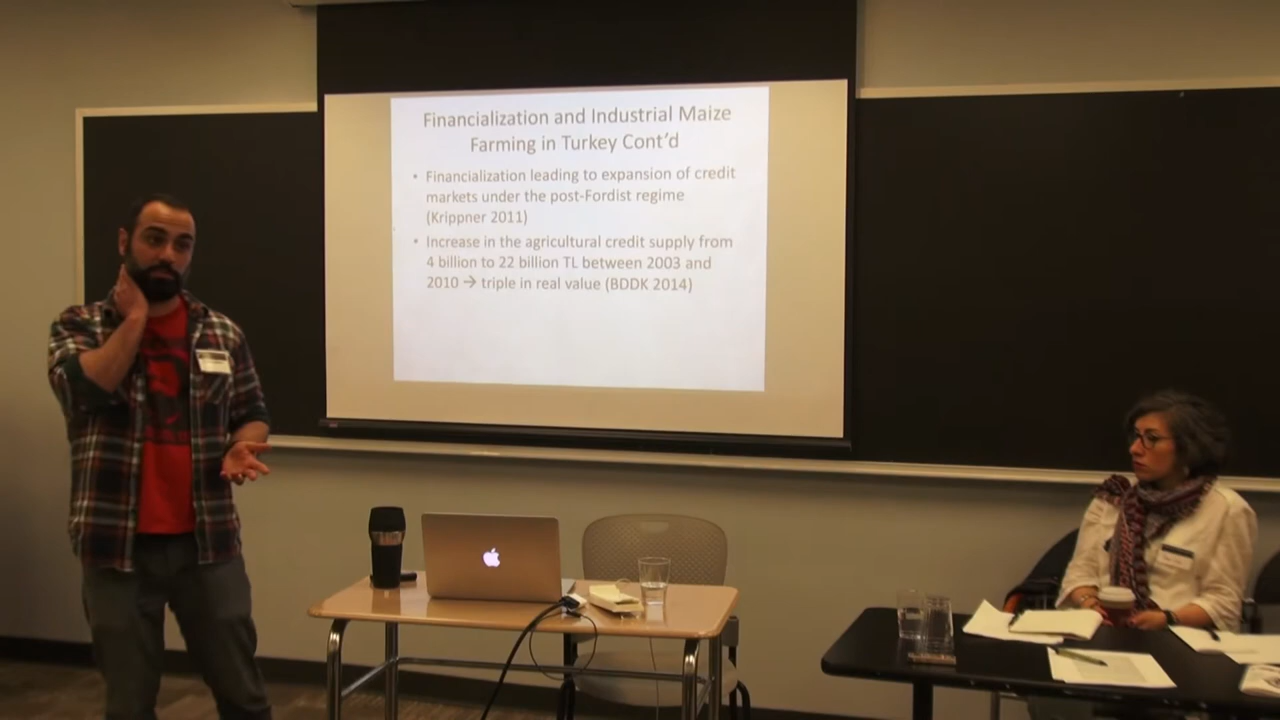 Financialization and Industrial Maize
Farming in Turkey Cont'd
• Financialization leading to expansion of credit
markets under the post-Fordist regime
(Krippner 2011)
• Increase in the agricultural credit supply from
4 billion to 22 billion TL between 2003 and
2010 → triple in real value (BDDK 2014)